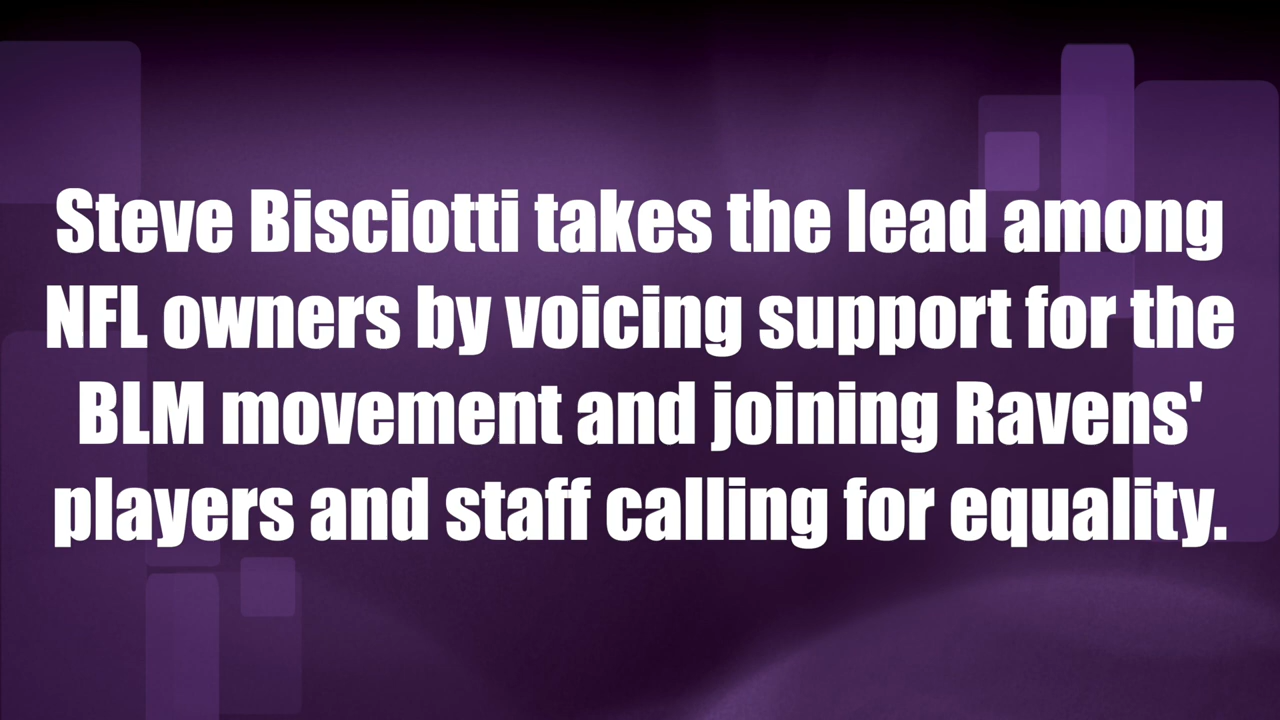 Steve Bisciotti takes the lead among
NFL owners by voicing support for the
BLM movement and joining Ravens'
players and staff calling for equality.